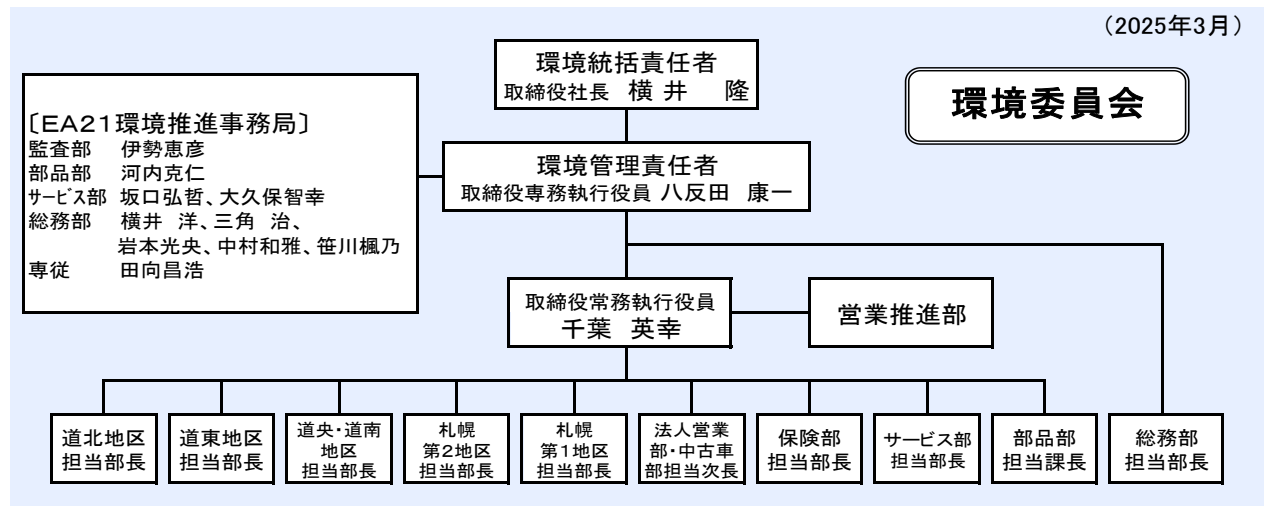 （2025年3月）
環境委員会
環境統括責任者
取締役社長 横井 隆
〔EA21環境推進事務局〕
監査部 伊勢恵彦
部品部 河内克仁
サービス部 坂口弘哲、大久保智幸
総務部 横井 洋、三角 治、
岩本光央、中村和雅、笹川楓乃
専従 田向昌浩
環境管理責任者
取締役専務執行役員 八反田 康一
取締役常務執行役員
千葉 英幸
営業推進部
道北地区
担当部長
道東地区
担当部長
道央・道南
地区
担当部長
札幌
第2地区
担当部長
札幌
第1地区
担当部長
法人営業
部・中古車
部担当次長
保険部
担当部長
サービス部
担当部長
部品部
担当課長
総務部
担当部長